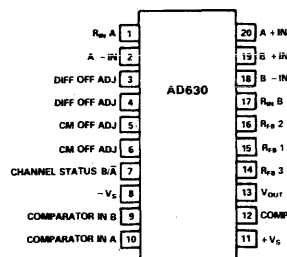 R_IN A 1
A -IN 2
DIFF OFF ADJ 3
DIFF OFF ADJ 4
CM OFF ADJ 5
CM OFF ADJ 6
CHANNEL STATUS B/A̅ 7
-V_S 8
COMPARATOR IN B 9
COMPARATOR IN A 10
AD630
20 A +IN
19 B +IN
18 B -IN
17 R_IN B
16 R_FB 2
15 R_FB 1
14 R_FB 3
13 V_OUT
12 COMP
11 +V_S